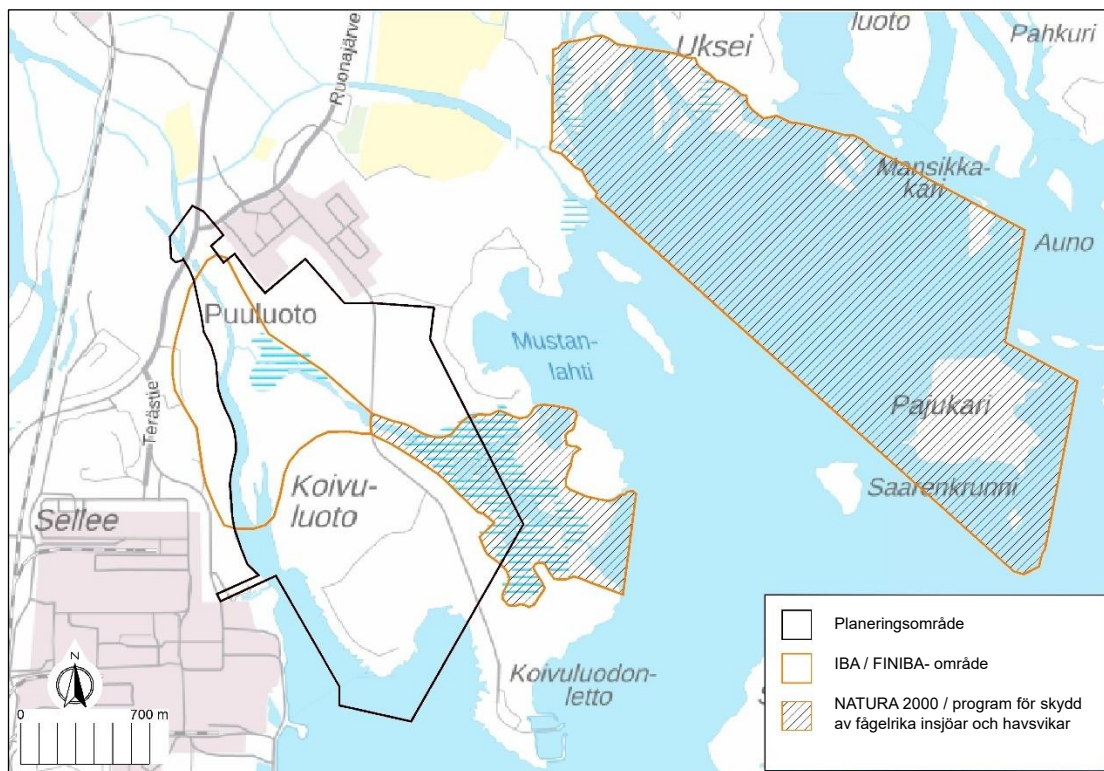 Uksei
luoto
Pahkuri
Ruonajärve
Mansikka-
kari
Auno
Puuluoto
Mustan-
lahti
Terästie
Pajukari
Koivu-
luoto
Saarenkrunni
Sellee
Koivuluodon-
letto
N
0 700 m
Planeringsområde
IBA / FINIBA- område
NATURA 2000 / program för skydd
av fågelrika insjöar och havsvikar